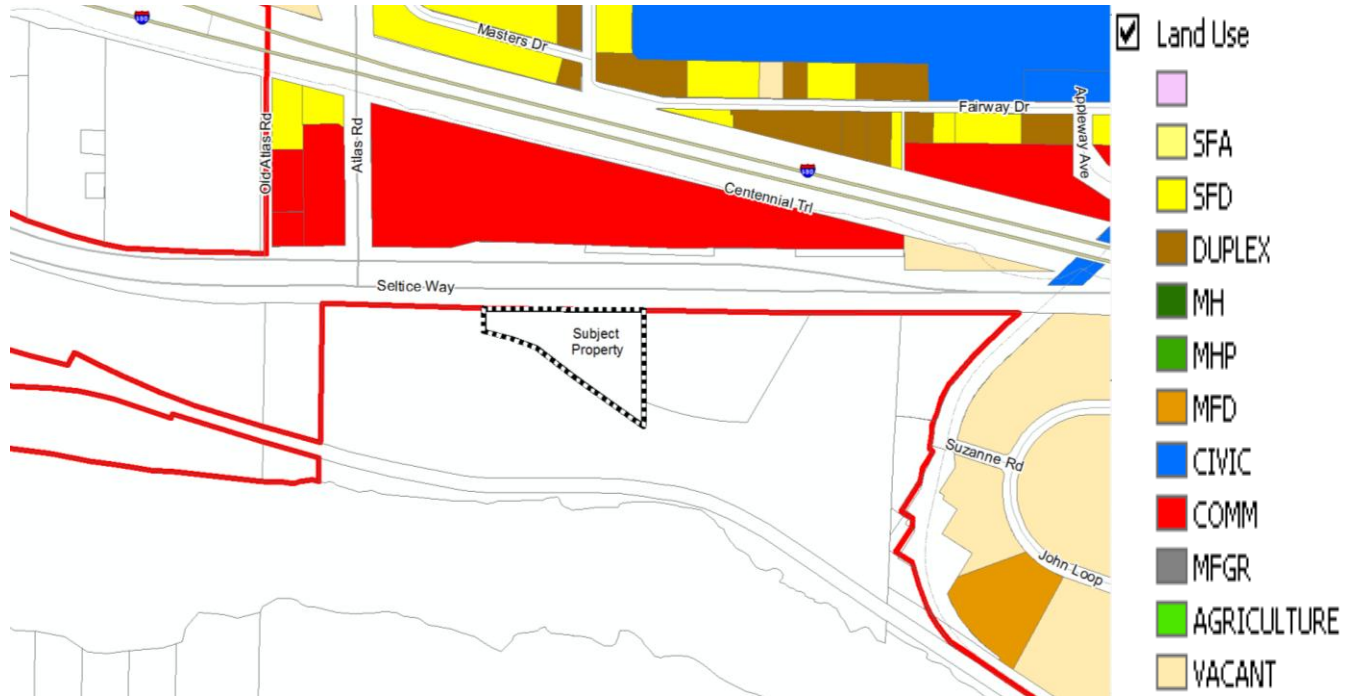 Masters Dr
Fairway Dr
Appleway Ave
Old Atlas Rd
Atlas Rd
Centennial Trl
Seltice Way
Subject
Property
Suzanne Rd
John Loop
Land Use
SFA
SFD
DUPLEX
MH
MHP
MFD
CIVIC
COMM
MFGR
AGRICULTURE
VACANT